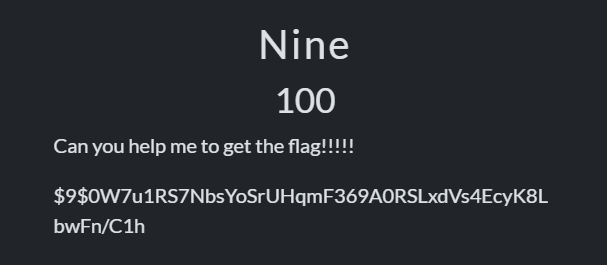 Nine
100
Can you help me to get the flag!!!!!
$9$0W7u1RS7NbsYoSrUHqmF369A0RSLxdVs4EcyK8L
bwFn/C1h